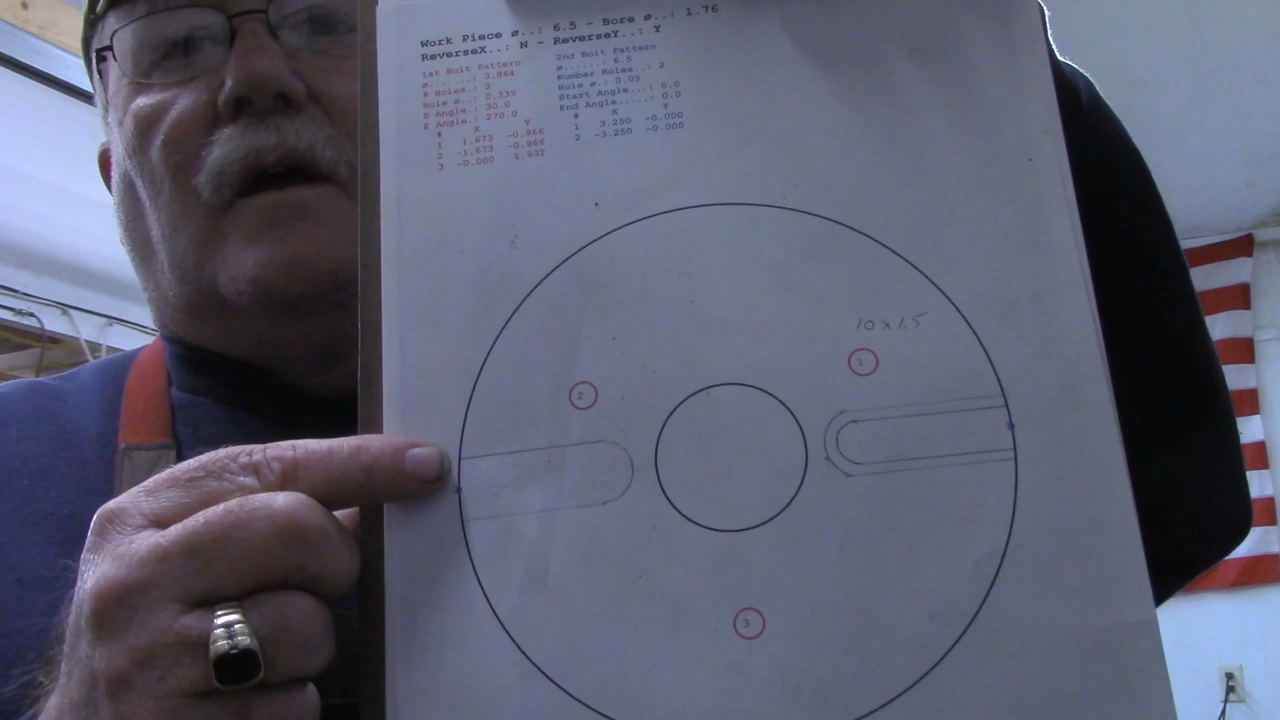 Work Piece ø..: 6.5 - Bore ø..: 1.76
ReverseX..: N - ReverseY..: Y
1st Bolt Pattern
ø.......: 3.864
# Holes.: 3
Hole ø..: 0.335
S Angle.: 30.0
E Angle.: 270.0
# X Y
1 1.673 -0.966
2 -1.673 -0.966
3 -0.000 1.932
2nd Bolt Pattern
ø......: 6.5
Number Holes..: 2
Hole ø.: 0.05
Start Angle...: 0.0
End Angle.....: 0.0
# X Y
1 3.250 -0.000
2 -3.250 -0.000
10 x 1.5
1
2
3